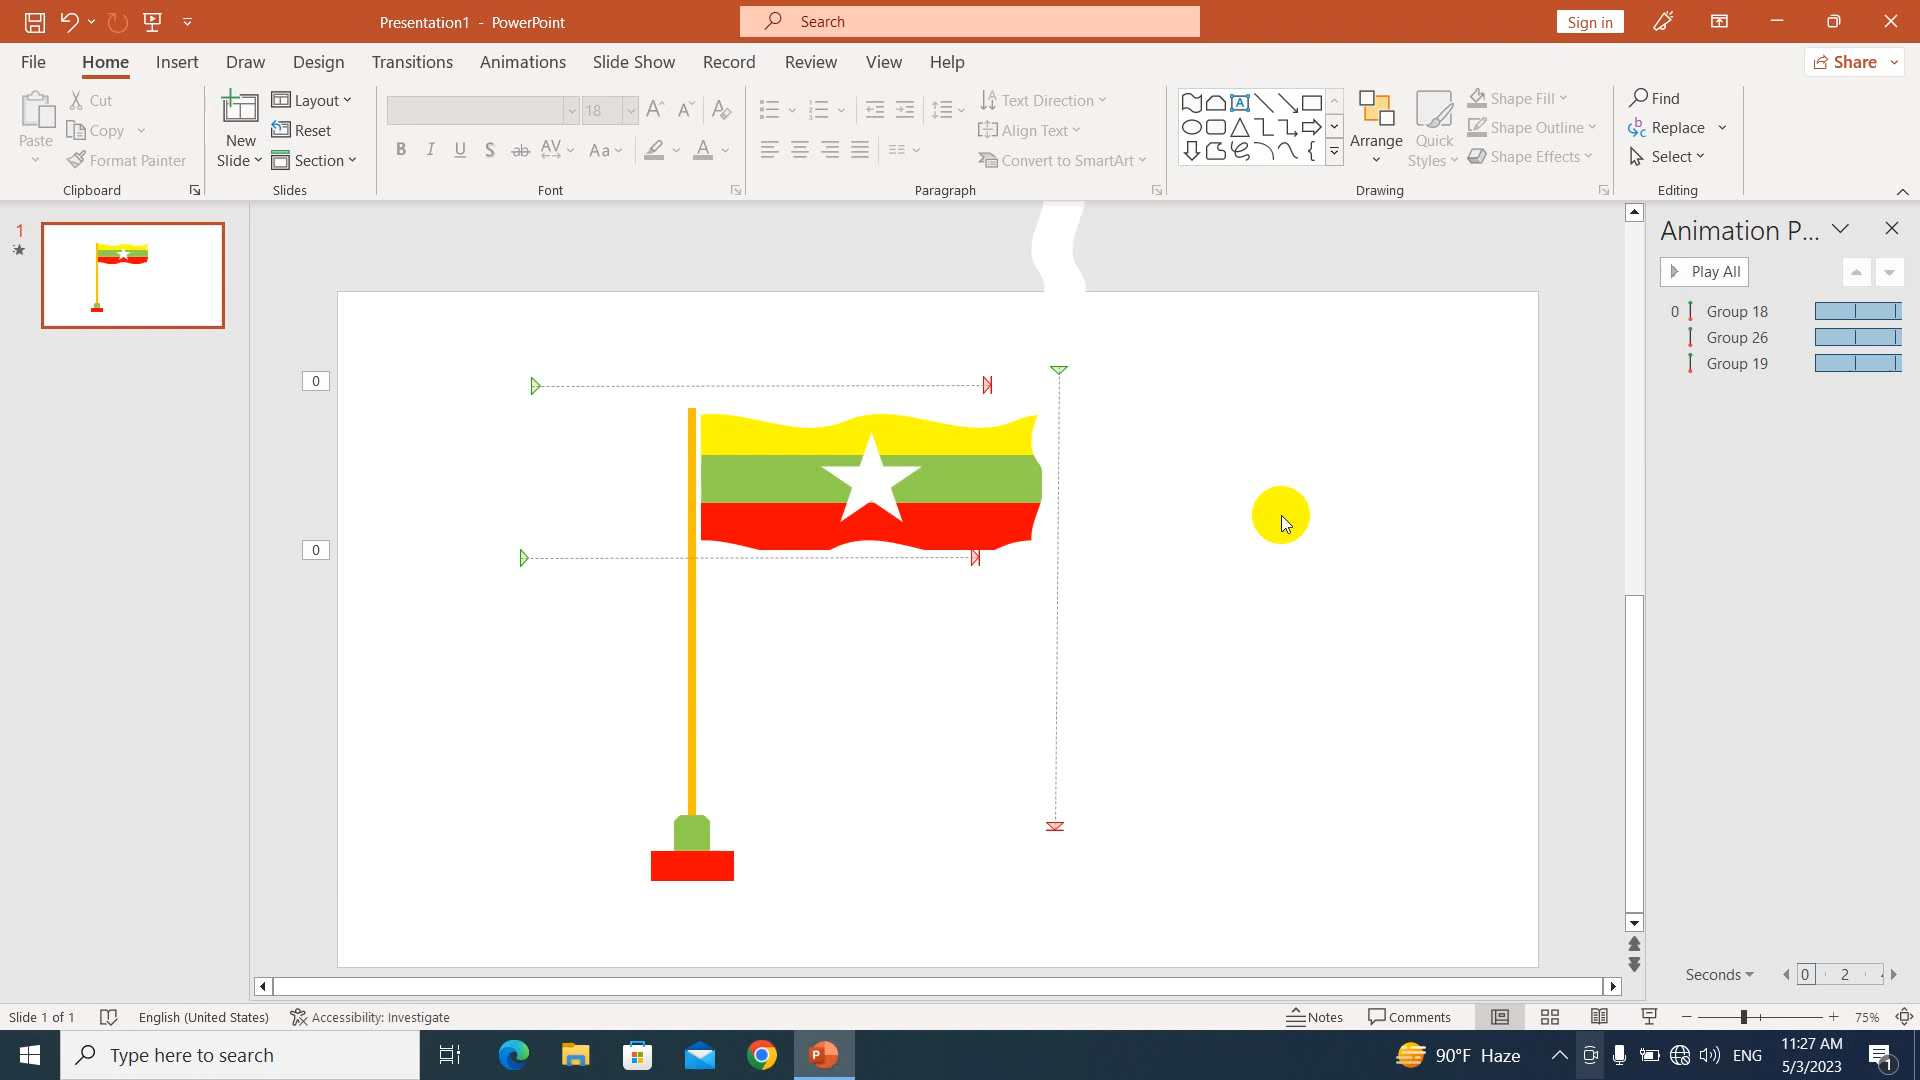 Presentation1 - PowerPoint
Search
Sign in
File Home Insert Draw Design Transitions Animations Slide Show Record Review View Help
Share
Paste
Cut
Copy
Format Painter
Clipboard
New Slide
Layout
Reset
Section
Slides
18
B I U S ab AV Aa A
Font
Text Direction
Align Text
Convert to SmartArt
Paragraph
Arrange
Quick Styles
Shape Fill
Shape Outline
Shape Effects
Drawing
Find
Replace
Select
Editing
1
0
0
Animation P...
Play All
0 Group 18
Group 26
Group 19
Seconds 0 2
Slide 1 of 1 English (United States) Accessibility: Investigate Notes Comments 75%
Type here to search
90°F Haze
ENG
11:27 AM
5/3/2023
1